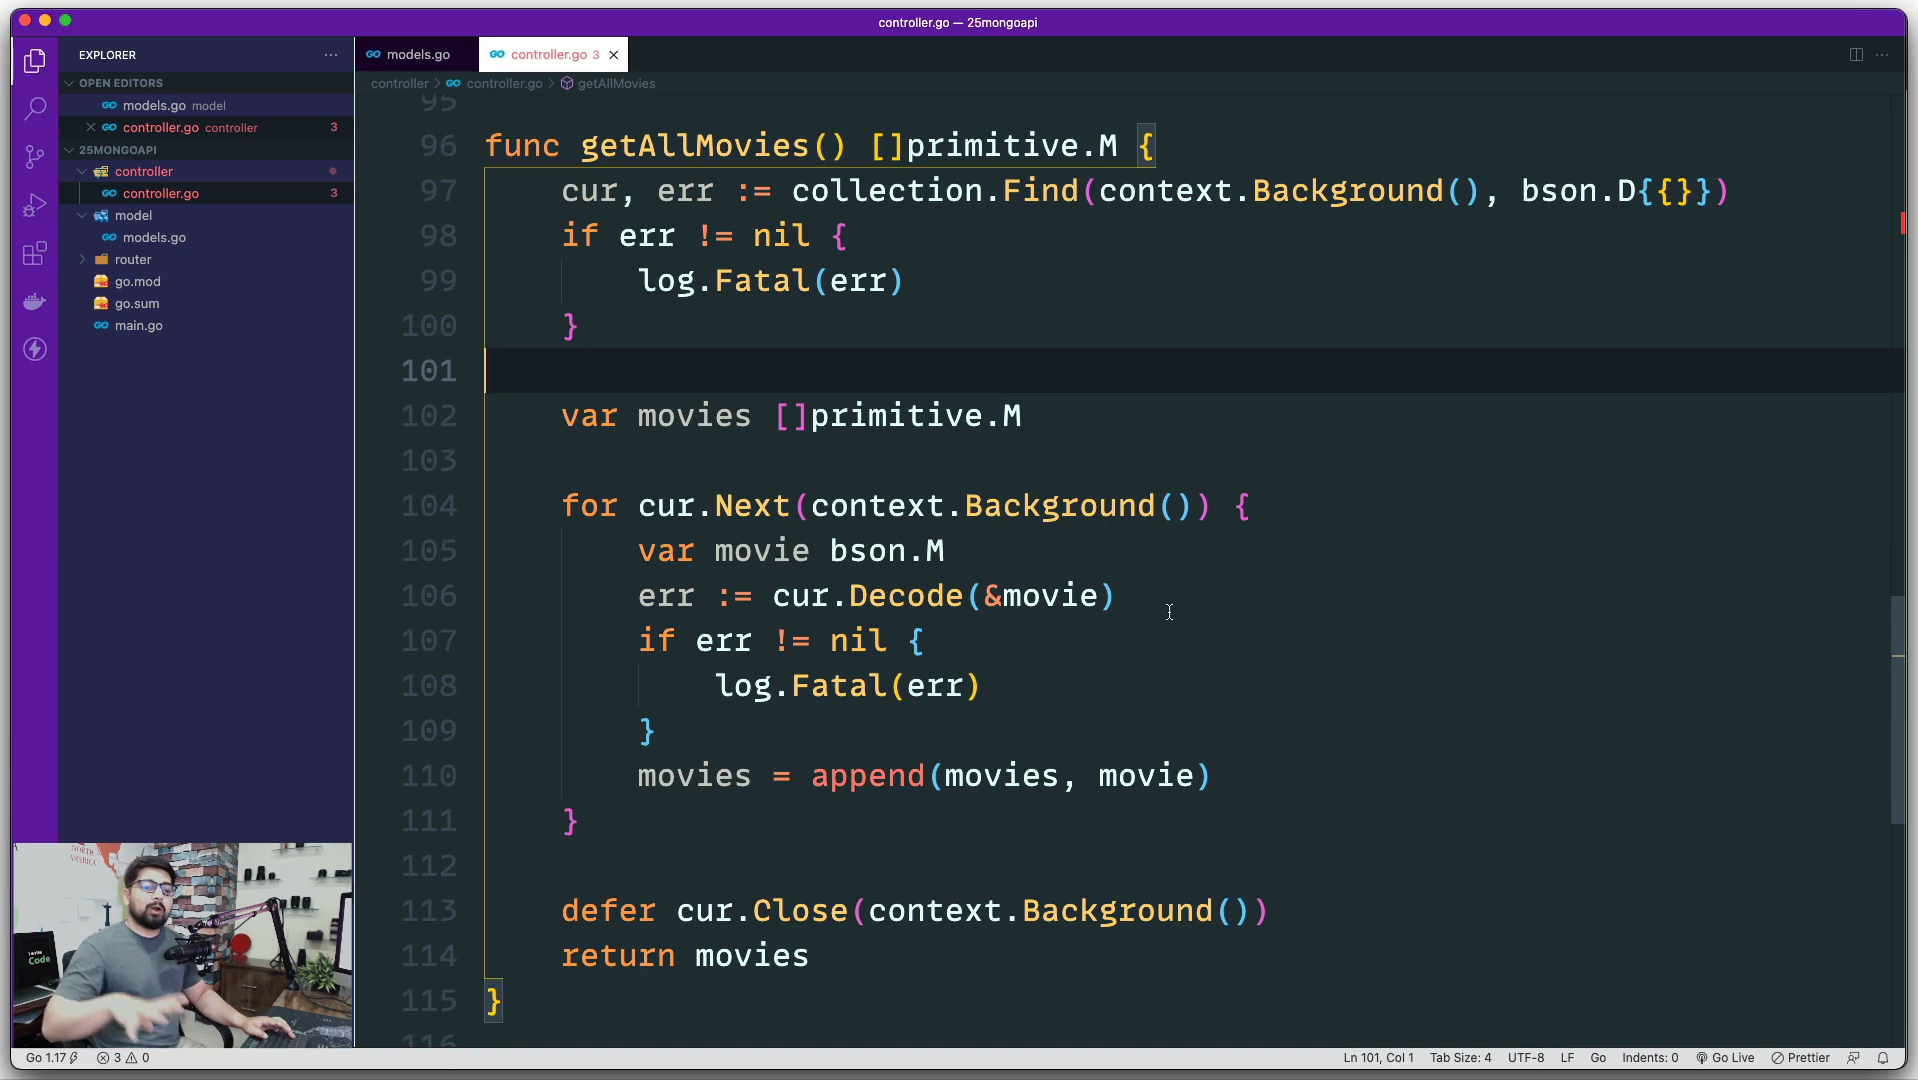 controller.go — 25mongoapi
EXPLORER
OPEN EDITORS
models.go model
controller.go controller 3
25MONGOAPI
controller
controller.go 3
model
models.go
router
go.mod
go.sum
main.go
models.go
controller.go 3
controller > controller.go > getAllMovies
95
96 func getAllMovies() []primitive.M {
97 cur, err := collection.Find(context.Background(), bson.D{{}})
98 if err != nil {
99 log.Fatal(err)
100 }
101
102 var movies []primitive.M
103
104 for cur.Next(context.Background()) {
105 var movie bson.M
106 err := cur.Decode(&movie)
107 if err != nil {
108 log.Fatal(err)
109 }
110 movies = append(movies, movie)
111 }
112
113 defer cur.Close(context.Background())
114 return movies
115 }
116
NORTH
AMERICA
Code
Go 1.17 3 0
Ln 101, Col 1 Tab Size: 4 UTF-8 LF Go Indents: 0 Go Live Prettier